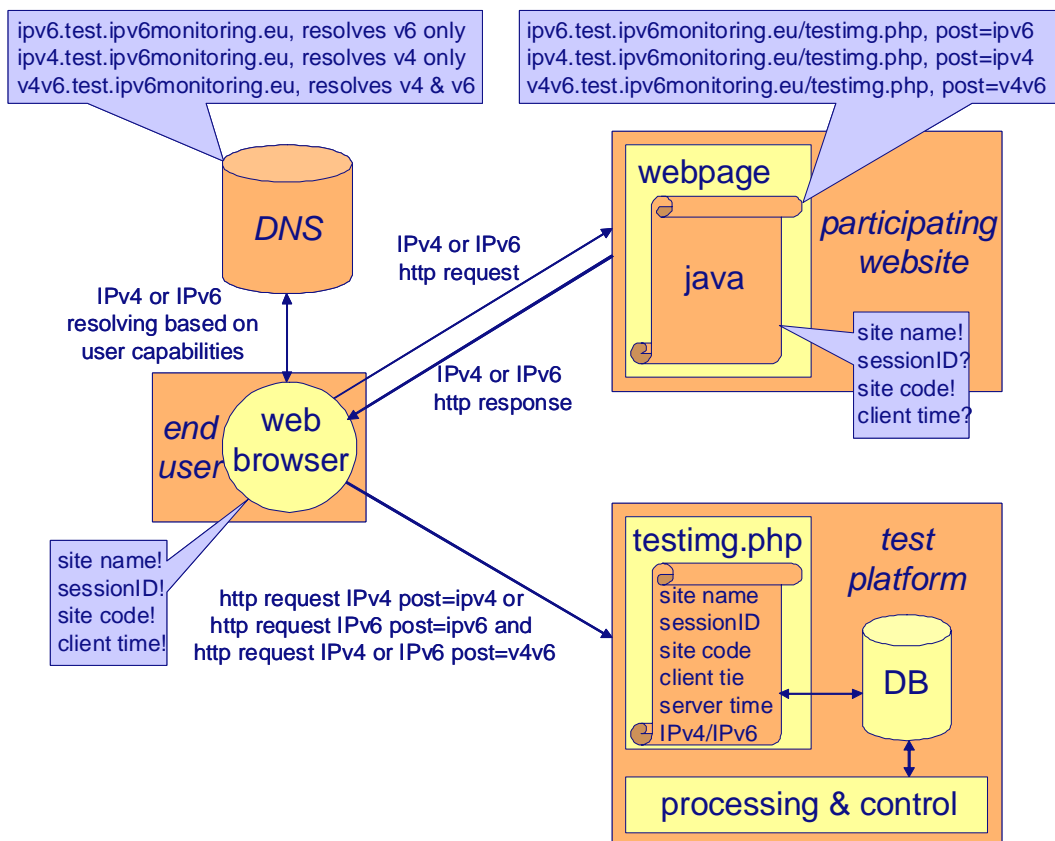 ipv6.test.ipv6monitoring.eu, resolves v6 only
ipv4.test.ipv6monitoring.eu, resolves v4 only
v4v6.test.ipv6monitoring.eu, resolves v4 & v6
ipv6.test.ipv6monitoring.eu/testimg.php, post=ipv6
ipv4.test.ipv6monitoring.eu/testimg.php, post=ipv4
v4v6.test.ipv6monitoring.eu/testimg.php, post=v4v6
DNS
IPv4 or IPv6
resolving based on
user capabilities
IPv4 or IPv6
http request
webpage
java
participating
website
site name!
sessionID?
site code!
client time?
IPv4 or IPv6
http response
end
user
web
browser
site name!
sessionID!
site code!
client time!
http request IPv4 post=ipv4 or
http request IPv6 post=ipv6 and
http request IPv4 or IPv6 post=v4v6
testimg.php
site name
sessionID
site code
client tie
server time
IPv4/IPv6
test
platform
DB
processing & control